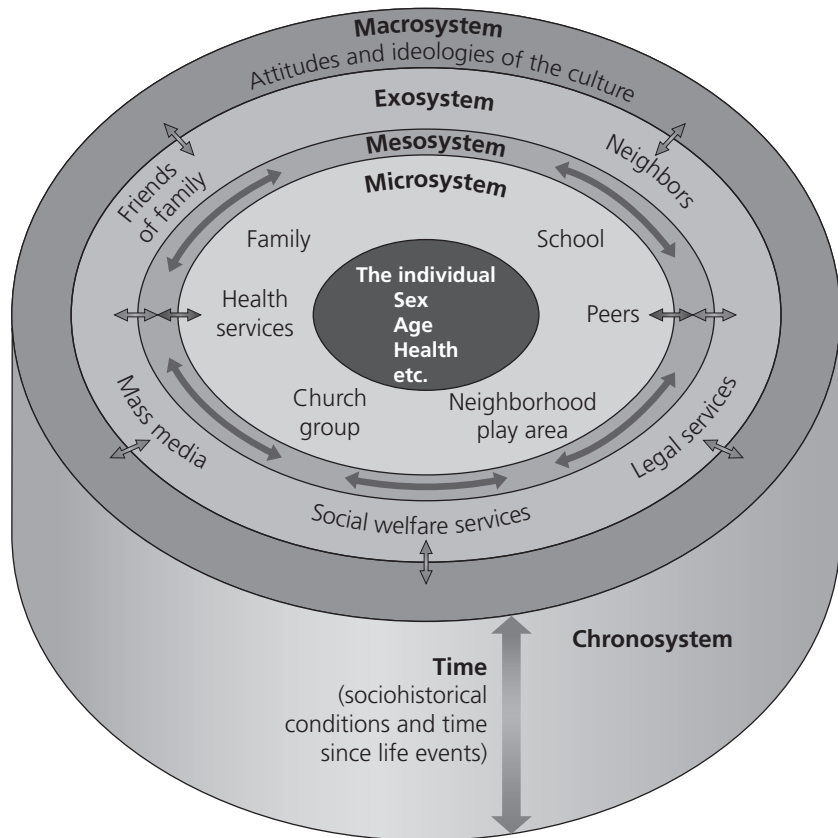 Macrosystem
Attitudes and ideologies of the culture
Exosystem
Mesosystem
Microsystem
Friends
of family
Neighbors
Family
School
The individual
Sex
Age
Health
etc.
Health
services
Peers
Church
group
Neighborhood
play area
Mass media
Legal services
Social welfare services
Chronosystem
Time
(sociohistorical
conditions and time
since life events)